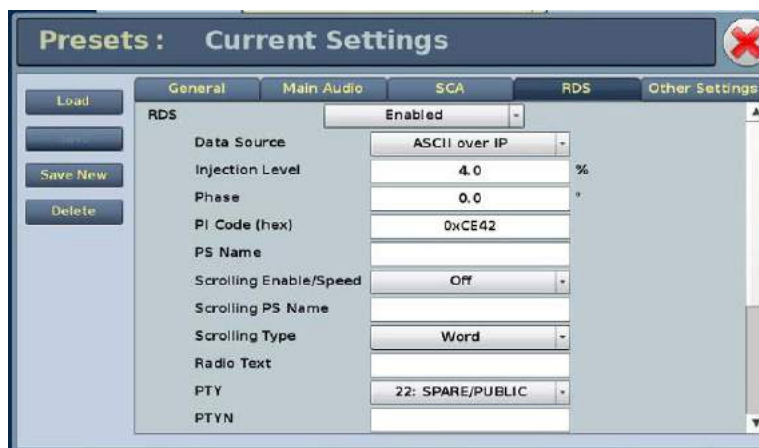 Presets: Current Settings
General Main Audio SCA RDS Other Settings
Load
Save New
Delete
RDS Enabled
Data Source ASCII over IP
Injection Level 4.0 %
Phase 0.0 °
PI Code (hex) 0xCE42
PS Name
Scrolling Enable/Speed Off
Scrolling PS Name
Scrolling Type Word
Radio Text
PTY 22: SPARE/PUBLIC
PTYN